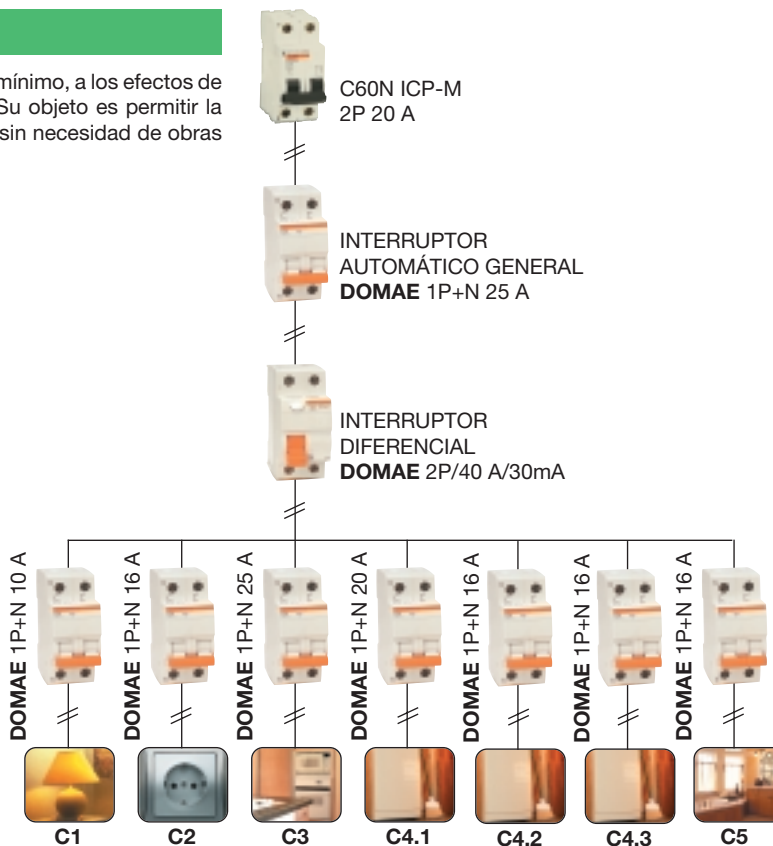 mínimo, a los efectos de
Su objeto es permitir la
sin necesidad de obras
C60N ICP-M
2P 20 A
INTERRUPTOR
AUTOMÁTICO GENERAL
DOMAE 1P+N 25 A
INTERRUPTOR
DIFERENCIAL
DOMAE 2P/40 A/30mA
DOMAE 1P+N 10 A
DOMAE 1P+N 16 A
DOMAE 1P+N 25 A
DOMAE 1P+N 20 A
DOMAE 1P+N 16 A
DOMAE 1P+N 16 A
DOMAE 1P+N 16 A
C1
C2
C3
C4.1
C4.2
C4.3
C5